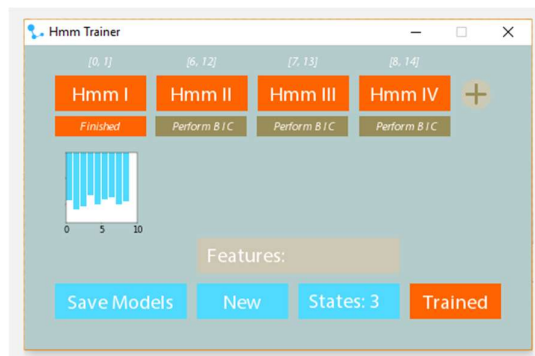 Hmm Trainer
[0, 1] [6, 12] [7, 13] [8, 14]
Hmm I Hmm II Hmm III Hmm IV +
Finished Perform B I C Perform B I C Perform B I C
0 5 10
Features:
Save Models New States: 3 Trained